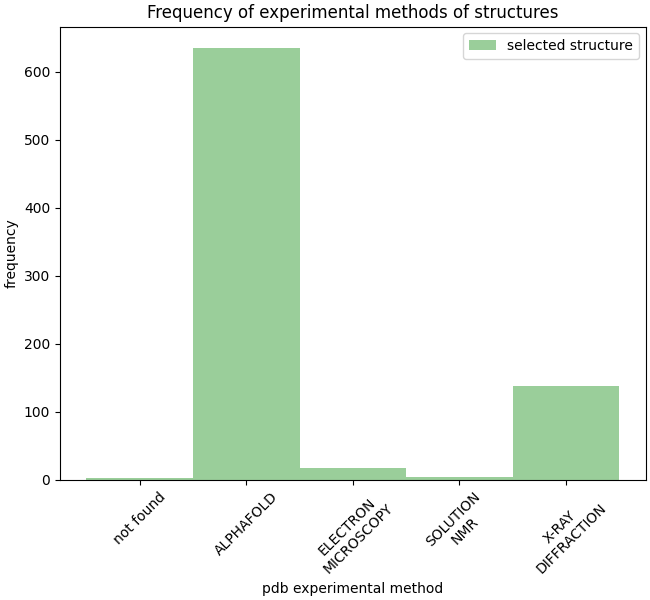 Frequency of experimental methods of structures
selected structure
600
500
400
300
200
100
0
frequency
not found
ALPHAFOLD
ELECTRON
MICROSCOPY
SOLUTION
NMR
X-RAY
DIFFRACTION
pdb experimental method